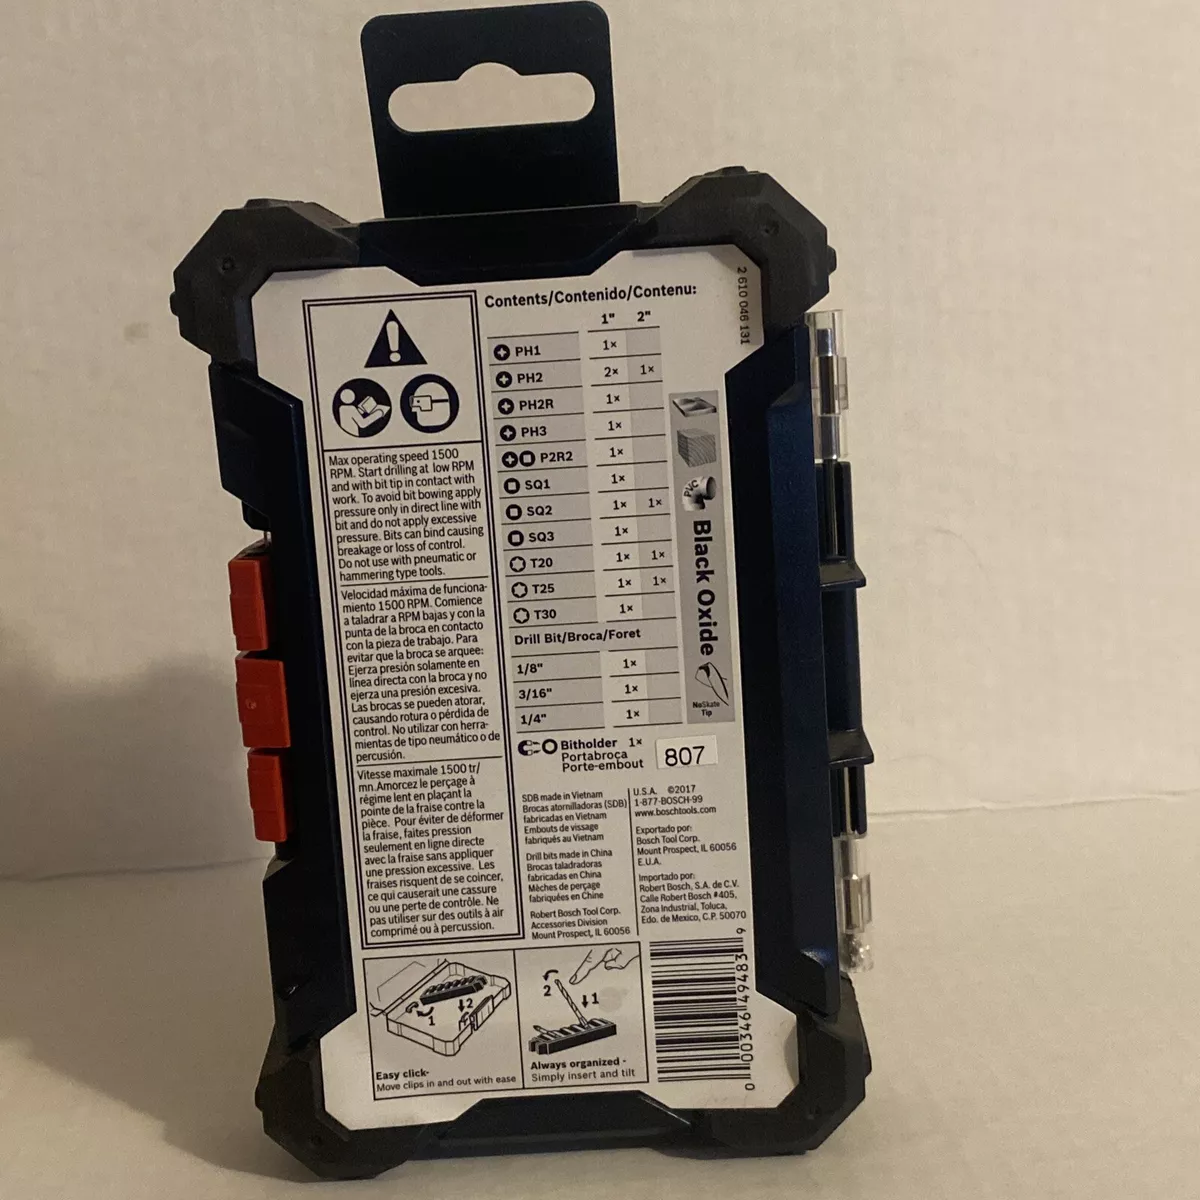 Contents/Contenido/Contenu:
1" 2"
PH1 1×
PH2 2× 1×
PH2R 1×
PH3 1×
P2R2 1×
SQ1 1×
SQ2 1× 1×
SQ3 1×
T20 1× 1×
T25 1× 1×
T30 1×
Drill Bit/Broca/Foret
1/8" 1×
3/16" 1×
1/4" 1×
Bitholder 1×
Portabroca
Porte-embout
807
2 610 046 131
PVC
Black Oxide
NoSkate
Tip
Max operating speed 1500
RPM. Start drilling at low RPM
and with bit tip in contact with
work. To avoid bit bowing apply
pressure only in direct line with
bit and do not apply excessive
pressure. Bits can bind causing
breakage or loss of control.
Do not use with pneumatic or
hammering type tools.
Velocidad máxima de funciona-
miento 1500 RPM. Comience
a taladrar a RPM bajas y con la
punta de la broca en contacto
con la pieza de trabajo. Para
evitar que la broca se arquee:
Ejerza presión solamente en
línea directa con la broca y no
ejerza una presión excesiva.
Las brocas se pueden atorar,
causando rotura o pérdida de
control. No utilizar con herra-
mientas de tipo neumático o de
percusión.
Vitesse maximale 1500 tr/
mn.Amorcez le perçage à
régime lent en plaçant la
pointe de la fraise contre la
pièce. Pour éviter de déformer
la fraise, faites pression
seulement en ligne directe
avec la fraise sans appliquer
une pression excessive. Les
fraises risquent de se coincer,
ce qui causerait une cassure
ou une perte de contrôle. Ne
pas utiliser sur des outils à air
comprimé ou à percussion.
SDB made in Vietnam
Brocas atornilladoras (SDB)
fabricadas en Vietnam
Embouts de vissage
fabriqués au Vietnam
Drill bits made in China
Brocas taladradoras
fabricadas en China
Mèches de perçage
fabriquées en Chine
Robert Bosch Tool Corp.
Accessories Division
Mount Prospect, IL 60056
U.S.A. ©2017
1-877-BOSCH-99
www.boschtools.com
Exportado por:
Bosch Tool Corp.
Mount Prospect, IL 60056
E.U.A.
Importado por:
Robert Bosch, S.A. de C.V.
Calle Robert Bosch #405,
Zona Industrial, Toluca,
Edo. de Mexico, C.P. 50070
1 2
Easy click-
Move clips in and out with ease
2 1
Always organized -
Simply insert and tilt
0 00346 49483 9